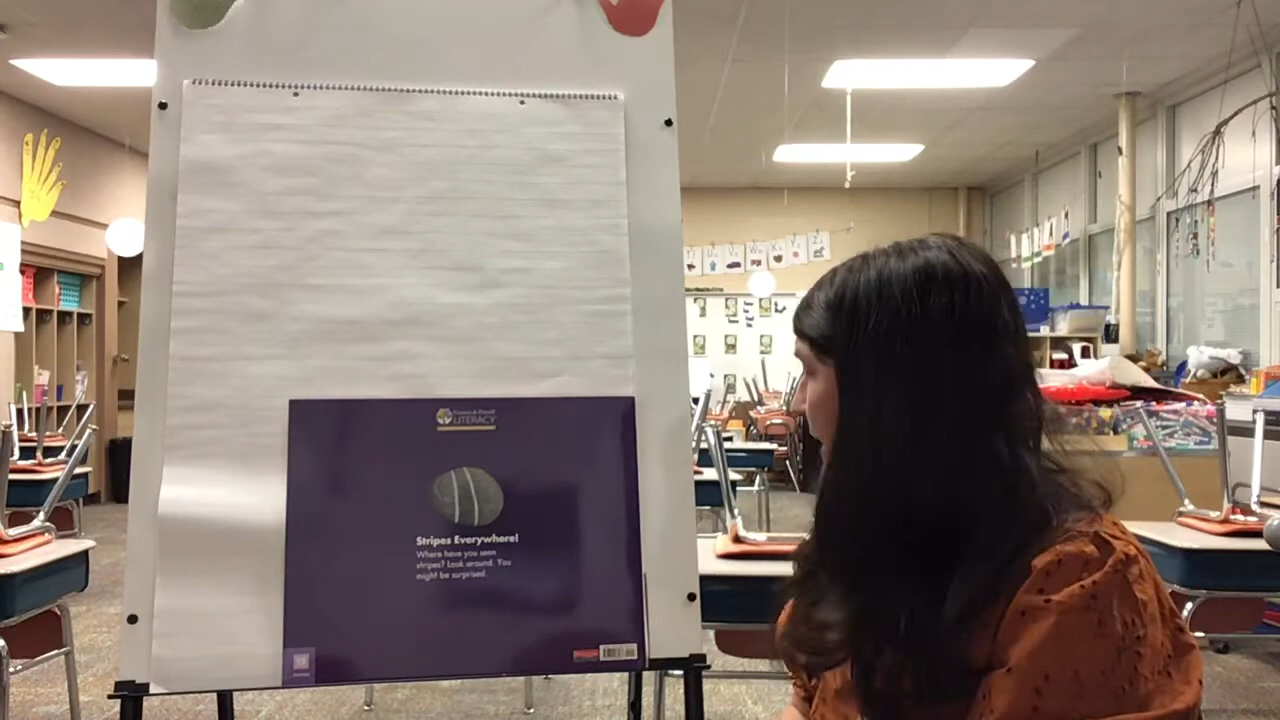 Fountas & Pinnell
LITERACY
Stripes Everywhere!
Where have you seen
stripes? Look around. You
might be surprised.